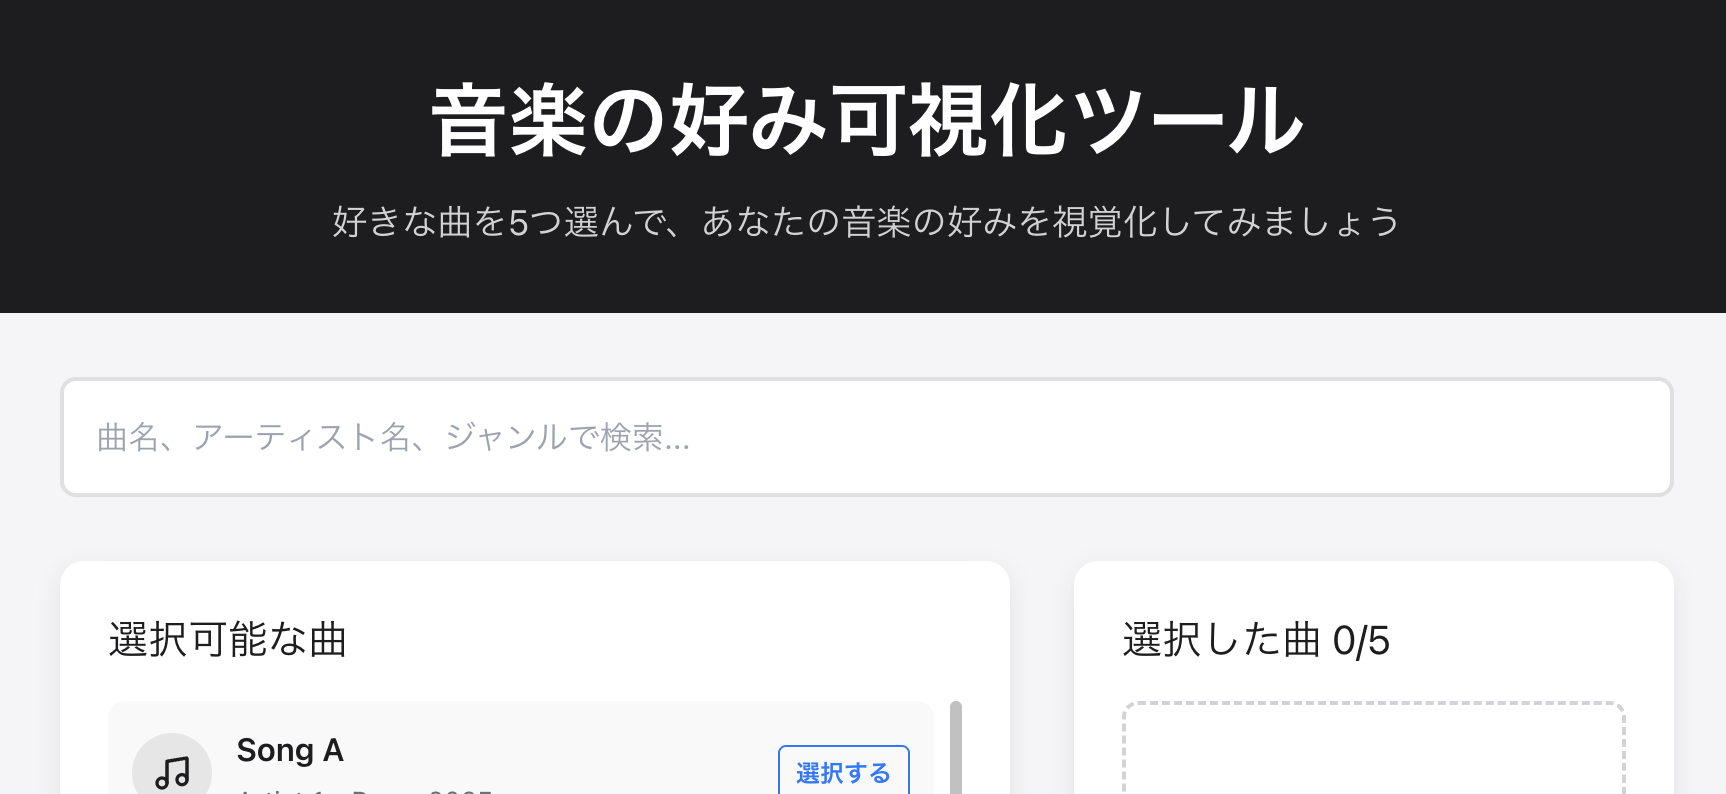 音楽の好み可視化ツール
好きな曲を5つ選んで、あなたの音楽の好みを視覚化してみましょう
曲名、アーティスト名、ジャンルで検索...
選択可能な曲
選択した曲 0/5
Song A
選択する